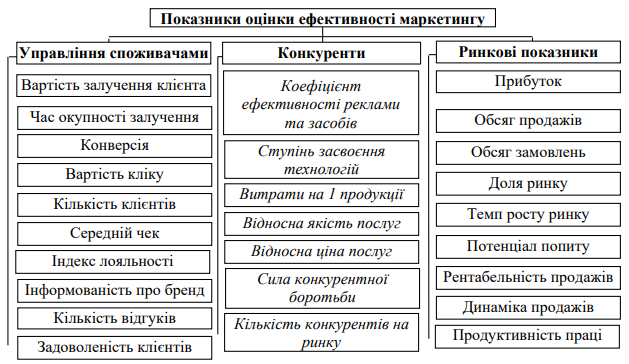 Показники оцінки ефективності маркетингу
Управління споживачами
Вартість залучення клієнта
Час окупності залучення
Конверсія
Вартість кліку
Кількість клієнтів
Середній чек
Індекс лояльності
Інформованість про бренд
Кількість відгуків
Задоволеність клієнтів
Конкуренти
Коефіцієнт
ефективності реклами
та засобів
Ступінь засвоєння
технологій
Витрати на 1 продукції
Відносна якість послуг
Відносна ціна послуг
Сила конкурентної
боротьби
Кількість конкурентів на
ринку
Ринкові показники
Прибуток
Обсяг продажів
Обсяг замовлень
Доля ринку
Темп росту ринку
Потенціал попиту
Рентабельність продажів
Динаміка продажів
Продуктивність праці